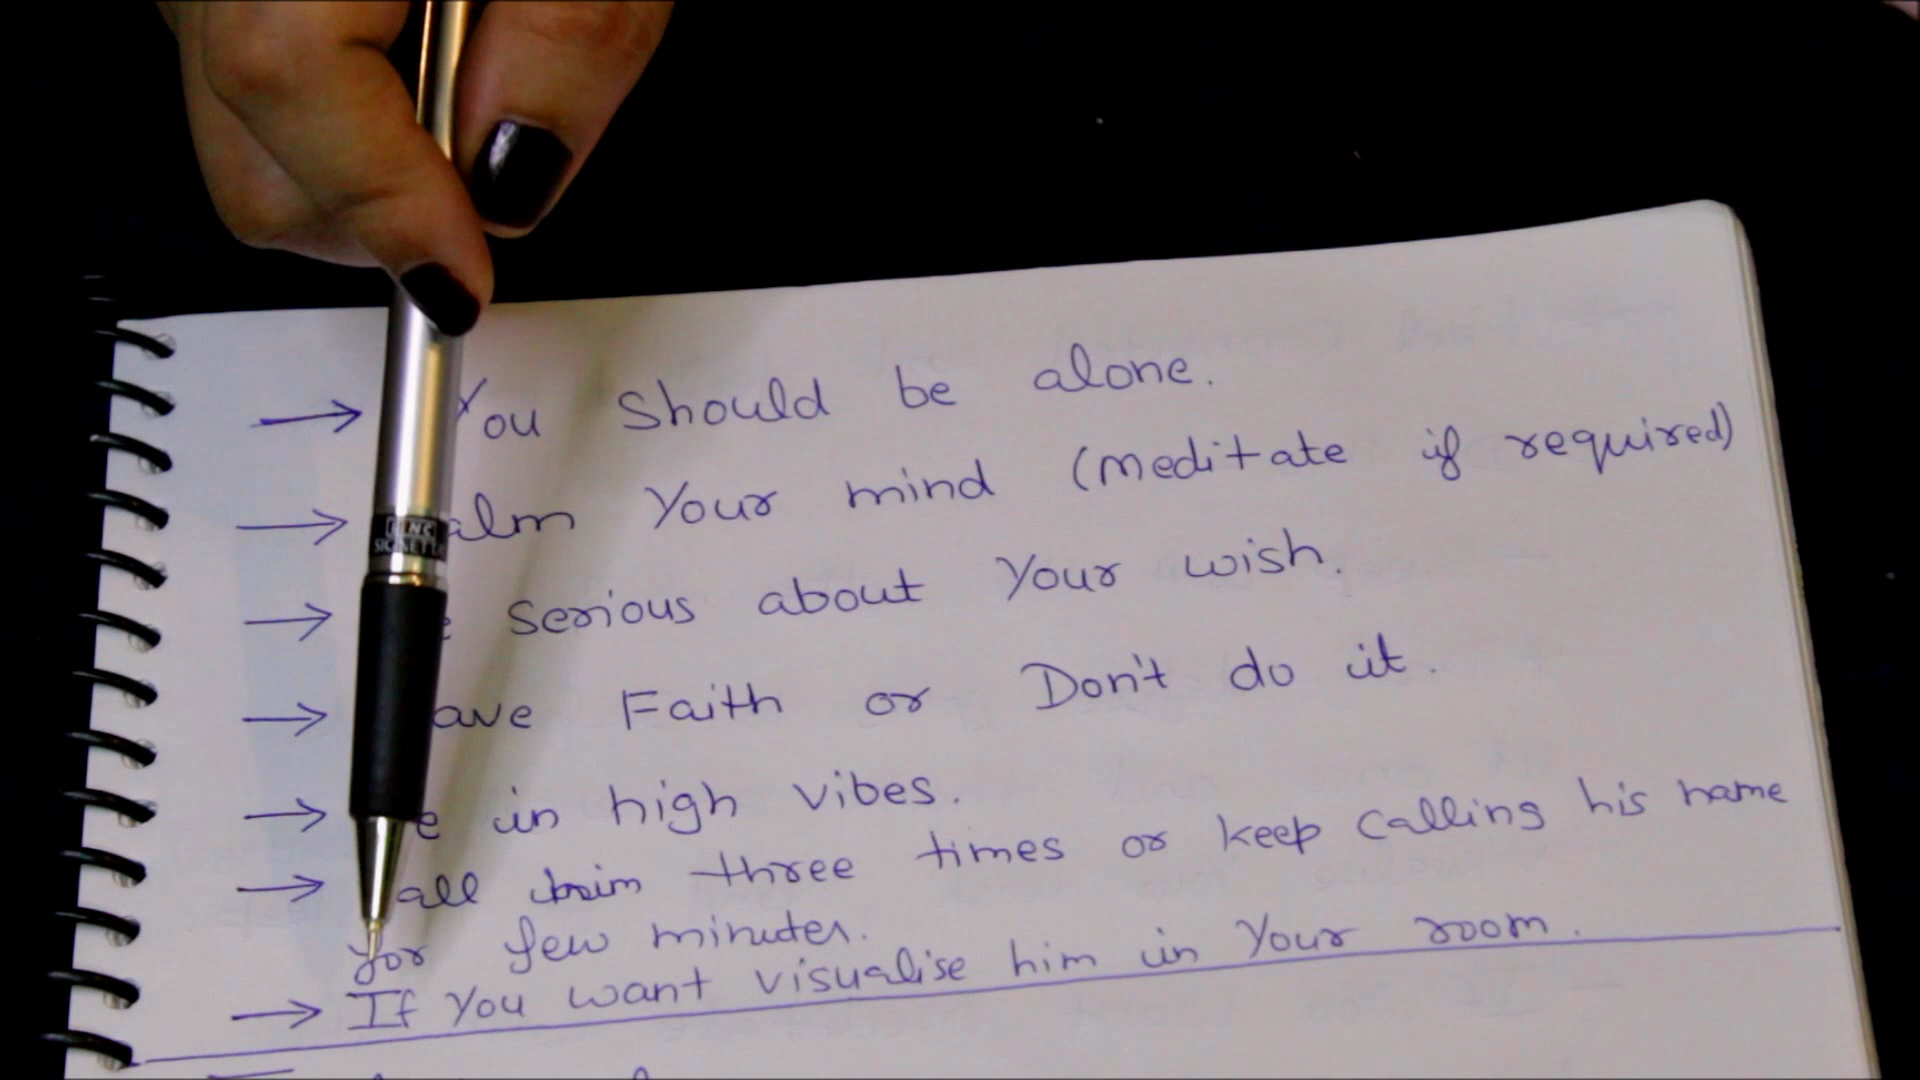 → You Should be alone.
→ alm Your mind (Meditate if required)
→ e Serious about Your wish.
→ ave Faith or Don't do it.
→ e in high vibes.
→ all him three times or keep calling his name
for few minutes.
→ If You want visualise him in Your room.
LINC